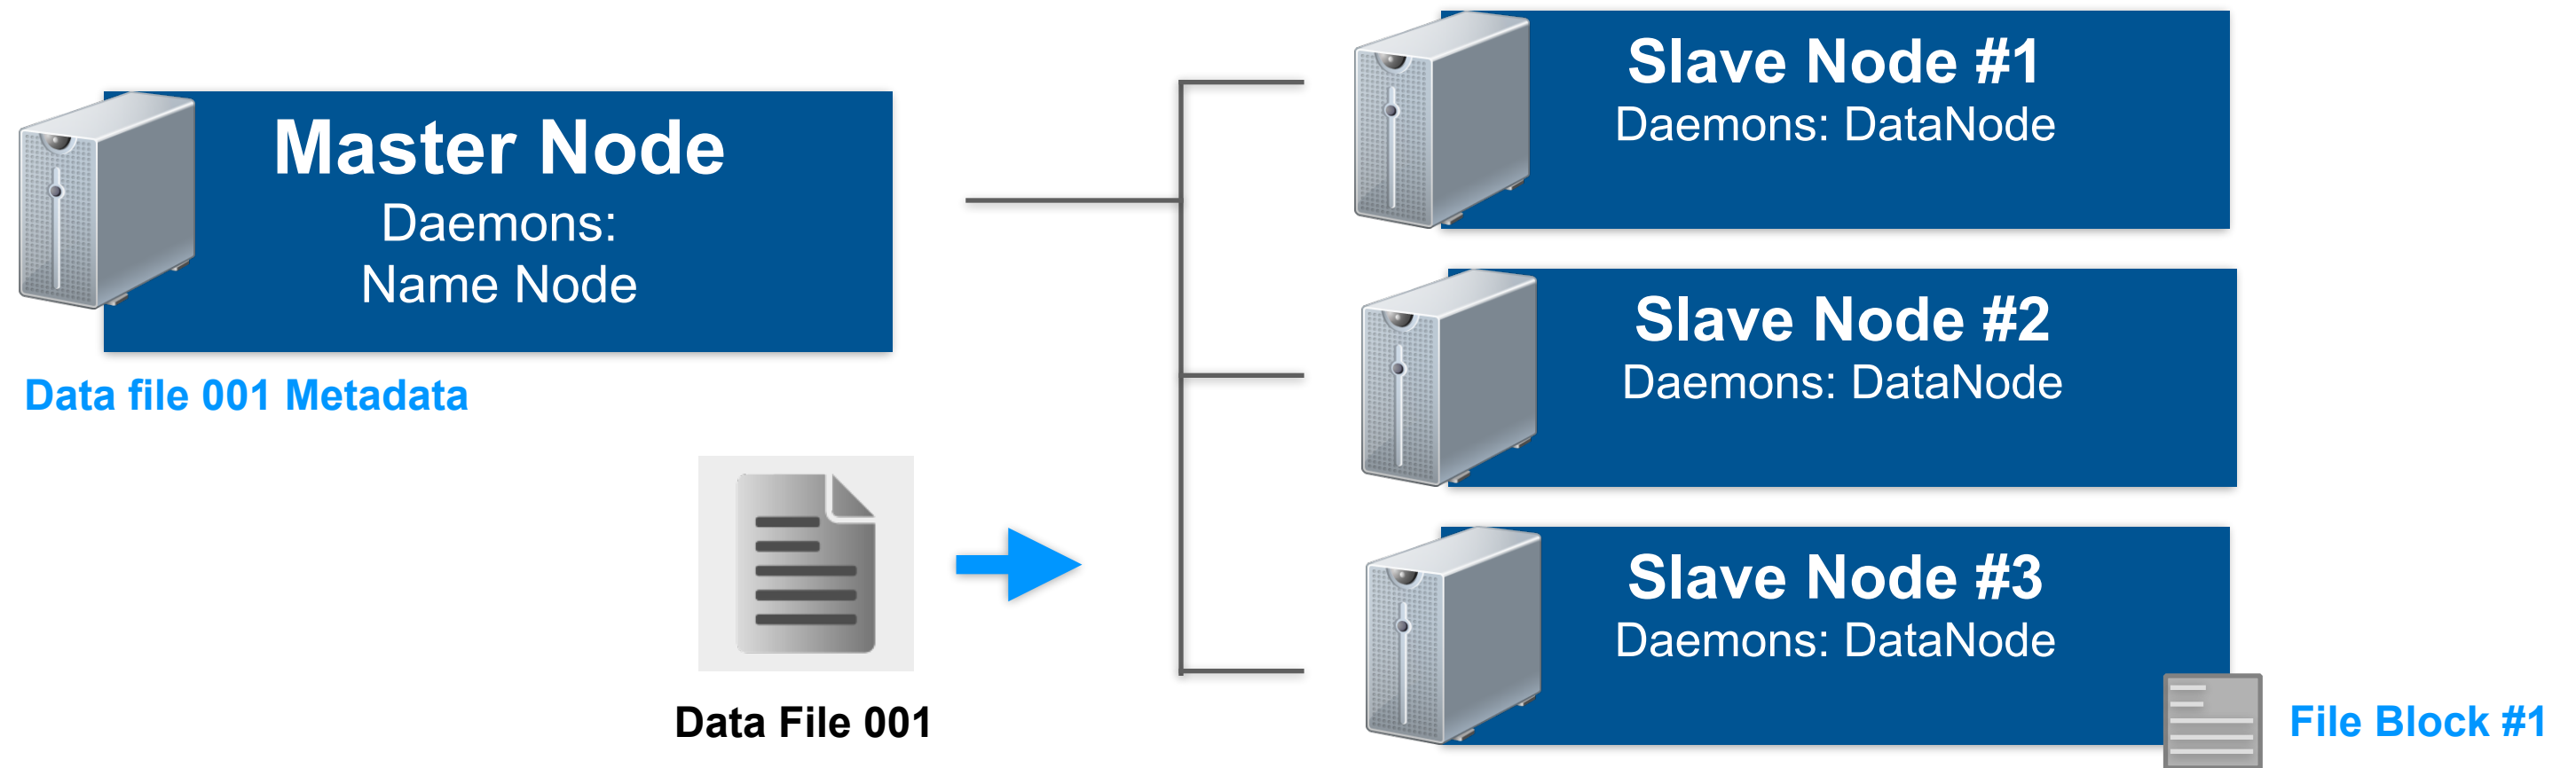 Master Node
Daemons:
Name Node
Data file 001 Metadata
Data File 001
Slave Node #1
Daemons: DataNode
Slave Node #2
Daemons: DataNode
Slave Node #3
Daemons: DataNode
File Block #1